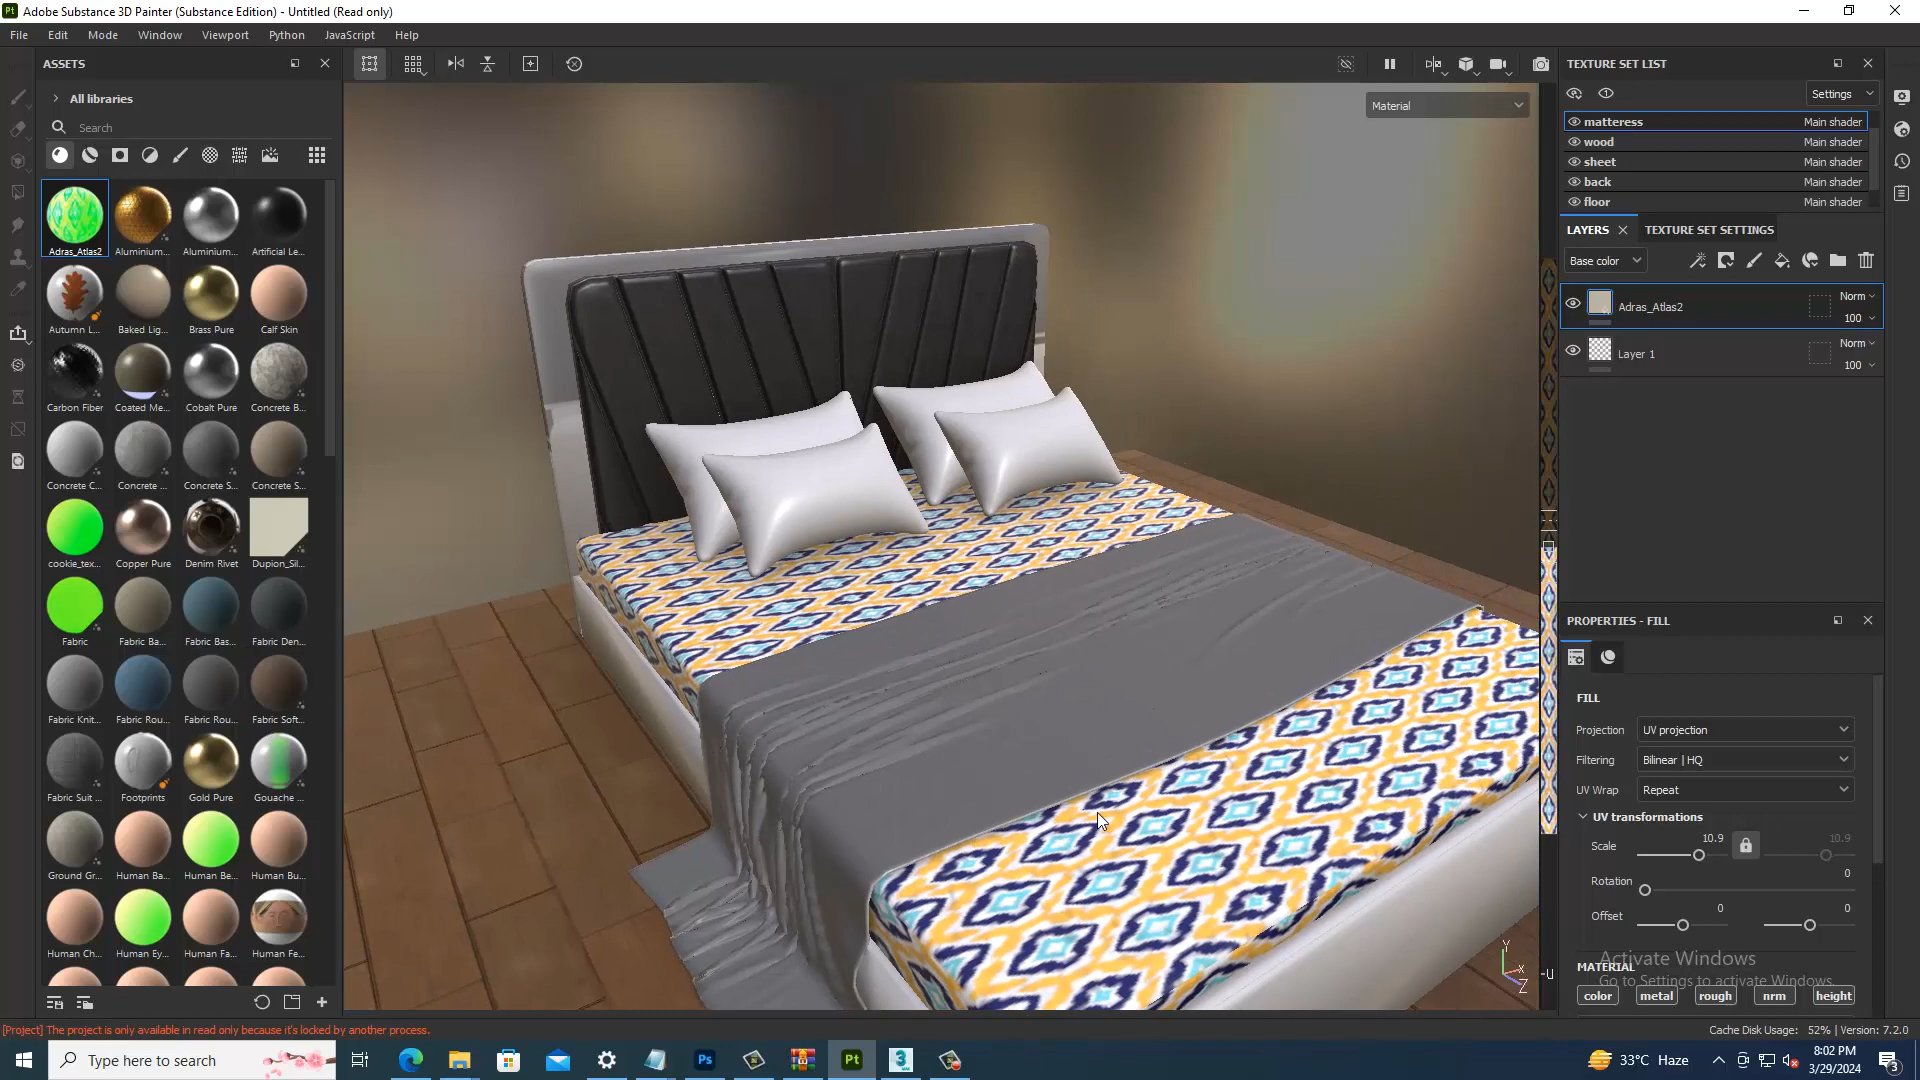 Pt Adobe Substance 3D Painter (Substance Edition) - Untitled (Read only)
File Edit Mode Window Viewport Python JavaScript Help
ASSETS
All libraries
Search
Adras_Atlas2 Aluminium... Aluminium... Artificial Le...
Autumn L... Baked Lig... Brass Pure Calf Skin
Carbon Fiber Coated Me... Cobalt Pure Concrete B...
Concrete C... Concrete ... Concrete S... Concrete S...
cookie_tex... Copper Pure Denim Rivet Dupion_Sil...
Fabric Fabric Ba... Fabric Bas... Fabric Den...
Fabric Knit... Fabric Rou... Fabric Rou... Fabric Soft...
Fabric Suit ... Footprints Gold Pure Gouache ...
Ground Gr... Human Ba... Human Be... Human Bu...
Human Ch... Human Ey... Human Fa... Human Fe...
Material
Y
X
Z
-U
TEXTURE SET LIST
Settings
matteress Main shader
wood Main shader
sheet Main shader
back Main shader
floor Main shader
LAYERS TEXTURE SET SETTINGS
Base color
Adras_Atlas2 Norm
100
Layer 1 Norm
100
PROPERTIES - FILL
FILL
Projection UV projection
Filtering Bilinear | HQ
UV Wrap Repeat
UV transformations
Scale 10.9 10.9
Rotation 0
Offset 0 0
Activate Windows
Go to Settings to activate Windows.
MATERIAL
color metal rough nrm height
[Project] The project is only available in read only because it's locked by another process.
Cache Disk Usage: 52% | Version: 7.2.0
Type here to search
Ps
Pt
3
33°C Haze
8:02 PM
3/29/2024
3